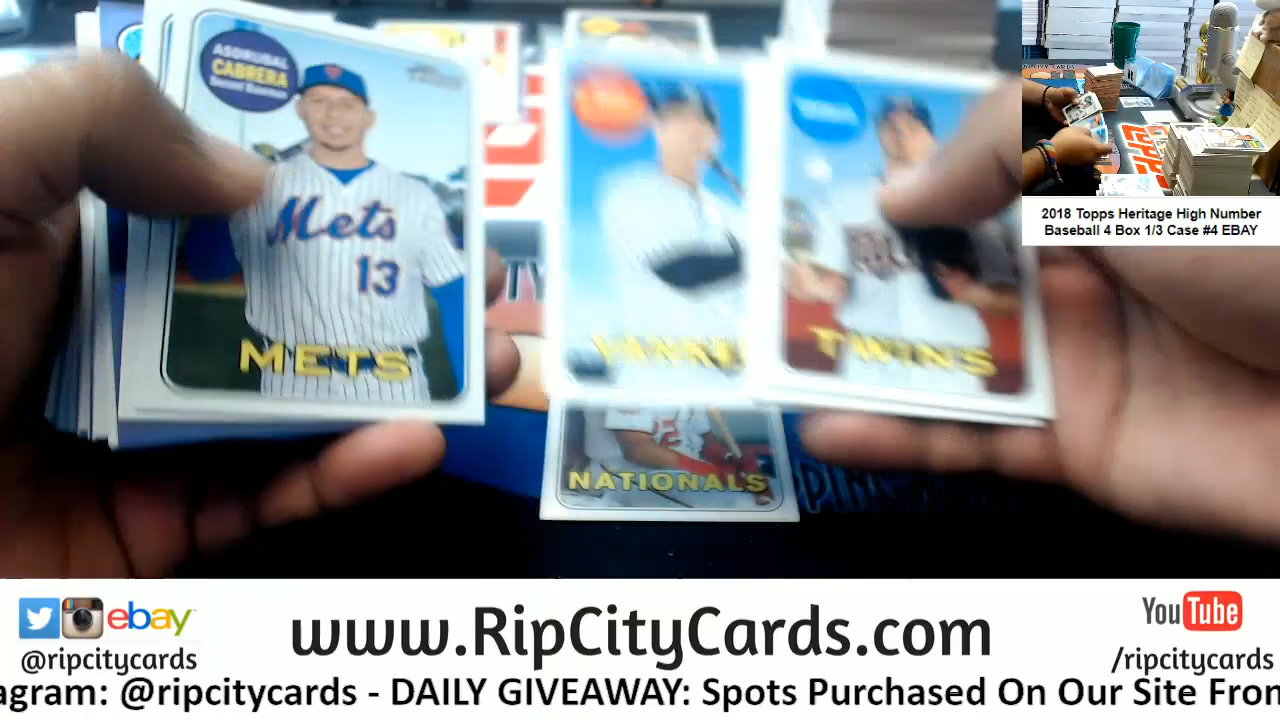 ASDRUBAL
CABRERA
Mets
13
METS
YANKE
TWINS
NATIONALS
2018 Topps Heritage High Number
Baseball 4 Box 1/3 Case #4 EBAY
ebay
@ripcitycards
www.RipCityCards.com
YouTube
/ripcitycards
agram: @ripcitycards - DAILY GIVEAWAY: Spots Purchased On Our Site From